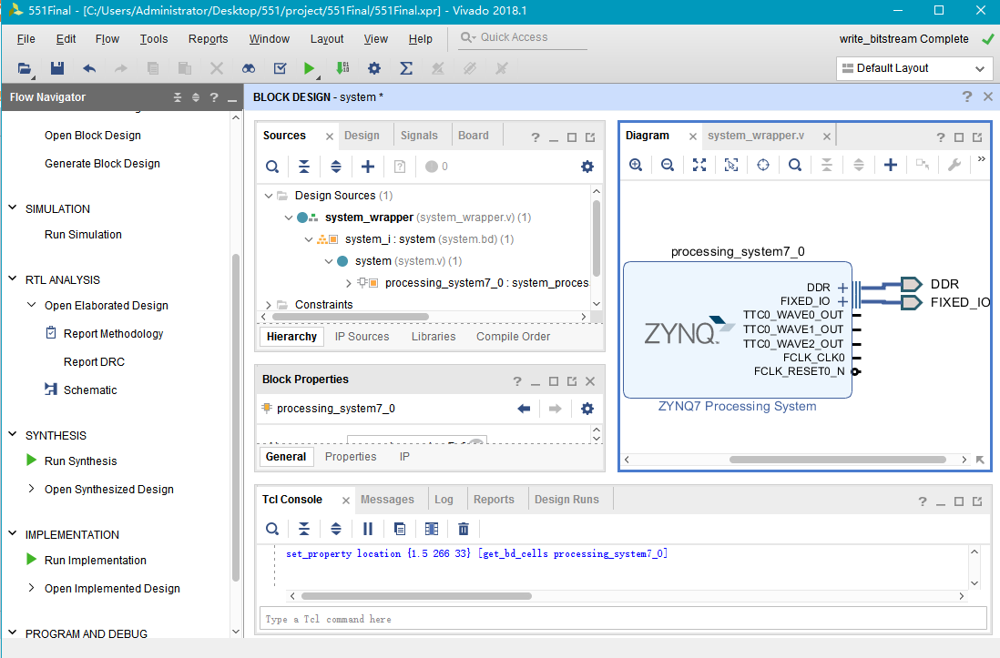 551Final - [C:/Users/Administrator/Desktop/551/project/551Final/551Final.xpr] - Vivado 2018.1
File Edit Flow Tools Reports Window Layout View Help Quick Access write_bitstream Complete
Default Layout
Flow Navigator
Open Block Design
Generate Block Design
SIMULATION
Run Simulation
RTL ANALYSIS
Open Elaborated Design
Report Methodology
Report DRC
Schematic
SYNTHESIS
Run Synthesis
Open Synthesized Design
IMPLEMENTATION
Run Implementation
Open Implemented Design
PROGRAM AND DEBUG
BLOCK DESIGN - system *
Sources Design Signals Board
0
Design Sources (1)
system_wrapper (system_wrapper.v) (1)
system_i : system (system.bd) (1)
system (system.v) (1)
processing_system7_0 : system_proces
Constraints
Hierarchy IP Sources Libraries Compile Order
Block Properties
processing_system7_0
General Properties IP
Diagram system_wrapper.v
processing_system7_0
DDR
FIXED_IO
TTC0_WAVE0_OUT
TTC0_WAVE1_OUT
TTC0_WAVE2_OUT
FCLK_CLK0
FCLK_RESET0_N
ZYNQ
DDR
FIXED_IO
ZYNQ7 Processing System
Tcl Console Messages Log Reports Design Runs
set_property location {1.5 266 33} [get_bd_cells processing_system7_0]
Type a Tcl command here